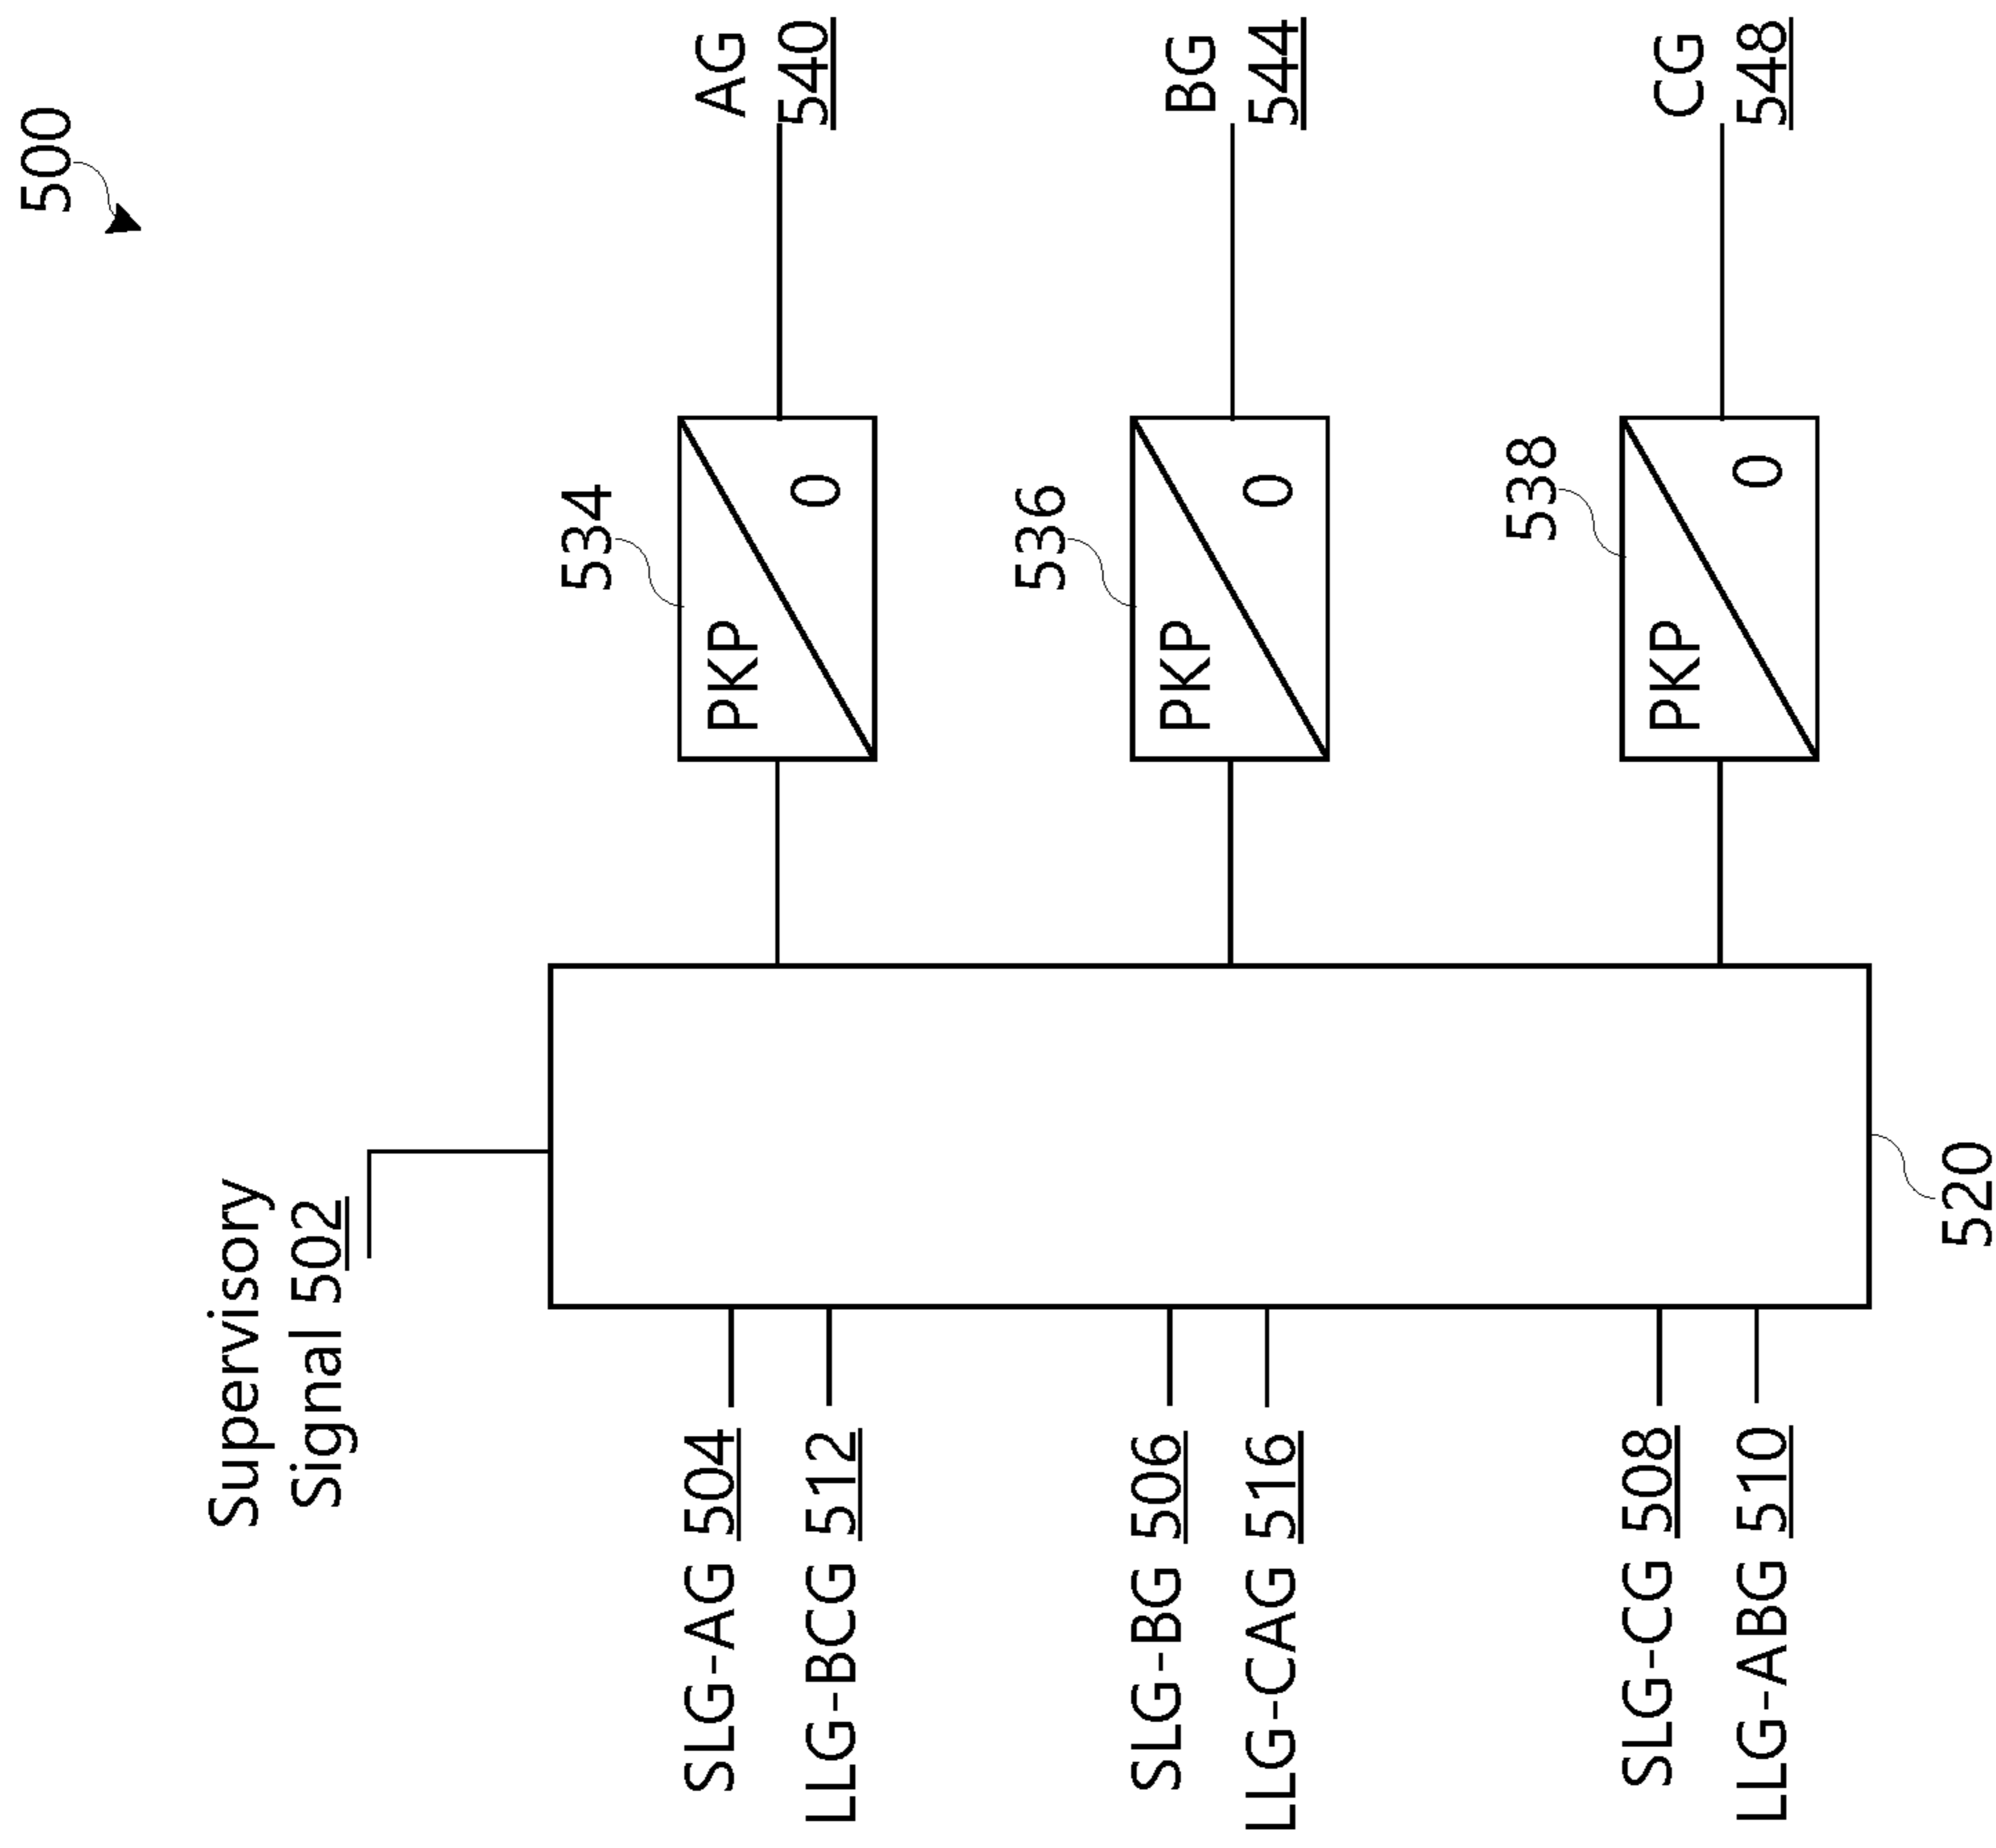 500
Supervisory
Signal 502
SLG-AG 504
LLG-BCG 512
SLG-BG 506
LLG-CAG 516
SLG-CG 508
LLG-ABG 510
520
534
PKP
0
536
PKP
0
538
PKP
0
AG
540
BG
544
CG
548